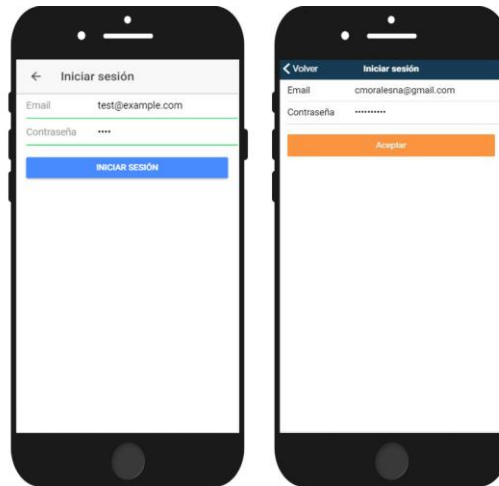 Iniciar sesión
Email test@example.com
Contraseña ••••
INICIAR SESIÓN
Volver Iniciar sesión
Email cmoralesna@gmail.com
Contraseña ••••••••••
Aceptar